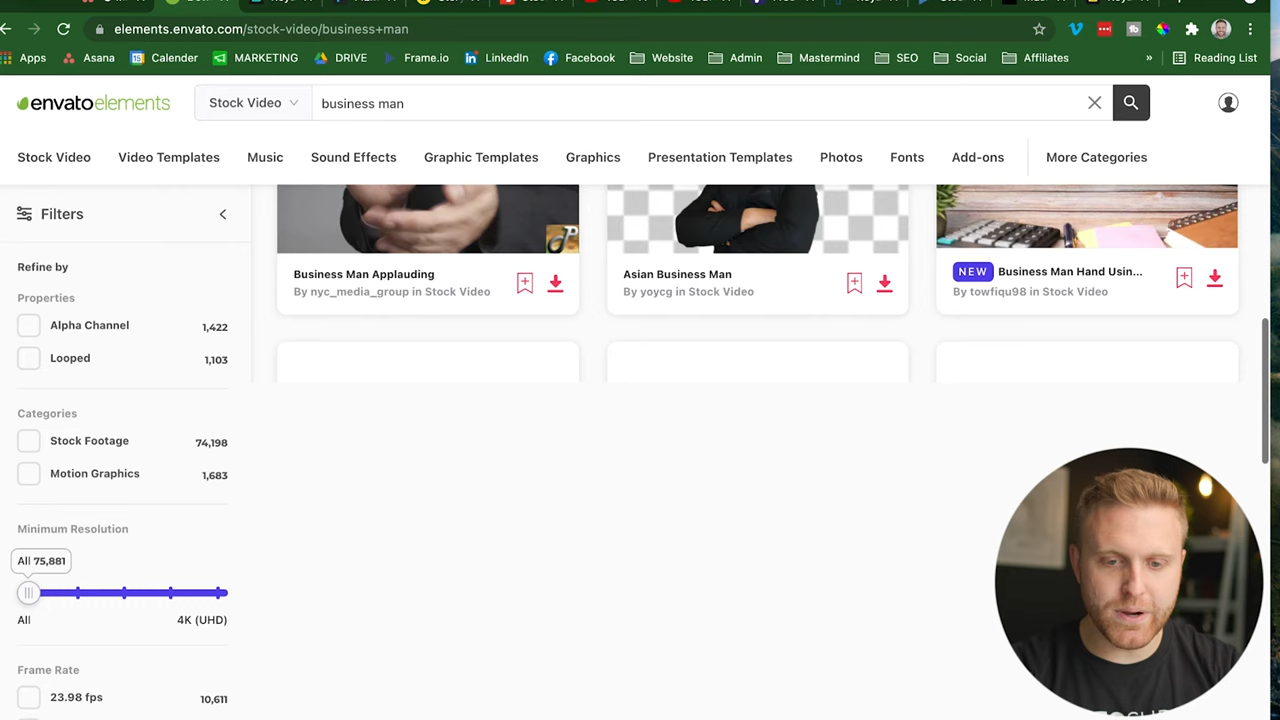 elements.envato.com/stock-video/business+man
Apps
Asana
Calender
MARKETING
DRIVE
Frame.io
LinkedIn
Facebook
Website
Admin
Mastermind
SEO
Social
Affiliates
»
Reading List
envatoelements
Stock Video
business man
Stock Video
Video Templates
Music
Sound Effects
Graphic Templates
Graphics
Presentation Templates
Photos
Fonts
Add-ons
More Categories
Filters
Refine by
Properties
Alpha Channel 1,422
Looped 1,103
Categories
Stock Footage 74,198
Motion Graphics 1,683
Minimum Resolution
All 75,881
All 4K (UHD)
Frame Rate
23.98 fps 10,611
Business Man Applauding
By nyc_media_group in Stock Video
Asian Business Man
By yoycg in Stock Video
NEW Business Man Hand Usin...
By towfiqu98 in Stock Video